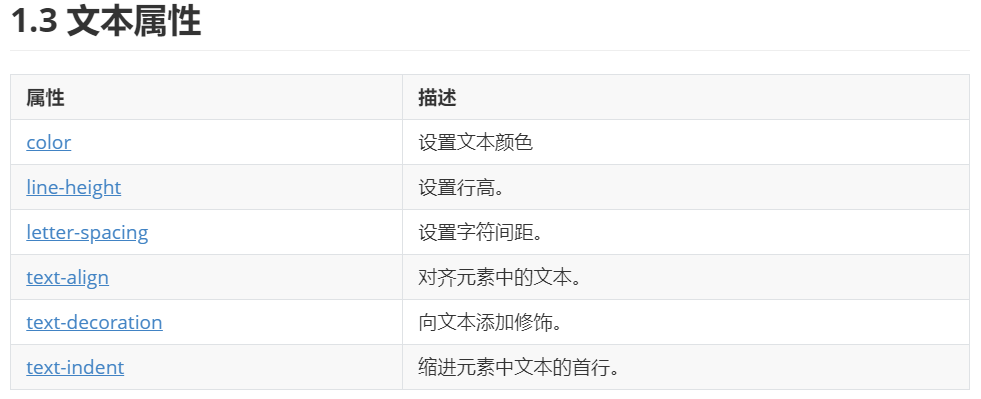 1.3 文本属性
属性 描述
color 设置文本颜色
line-height 设置行高。
letter-spacing 设置字符间距。
text-align 对齐元素中的文本。
text-decoration 向文本添加修饰。
text-indent 缩进元素中文本的首行。